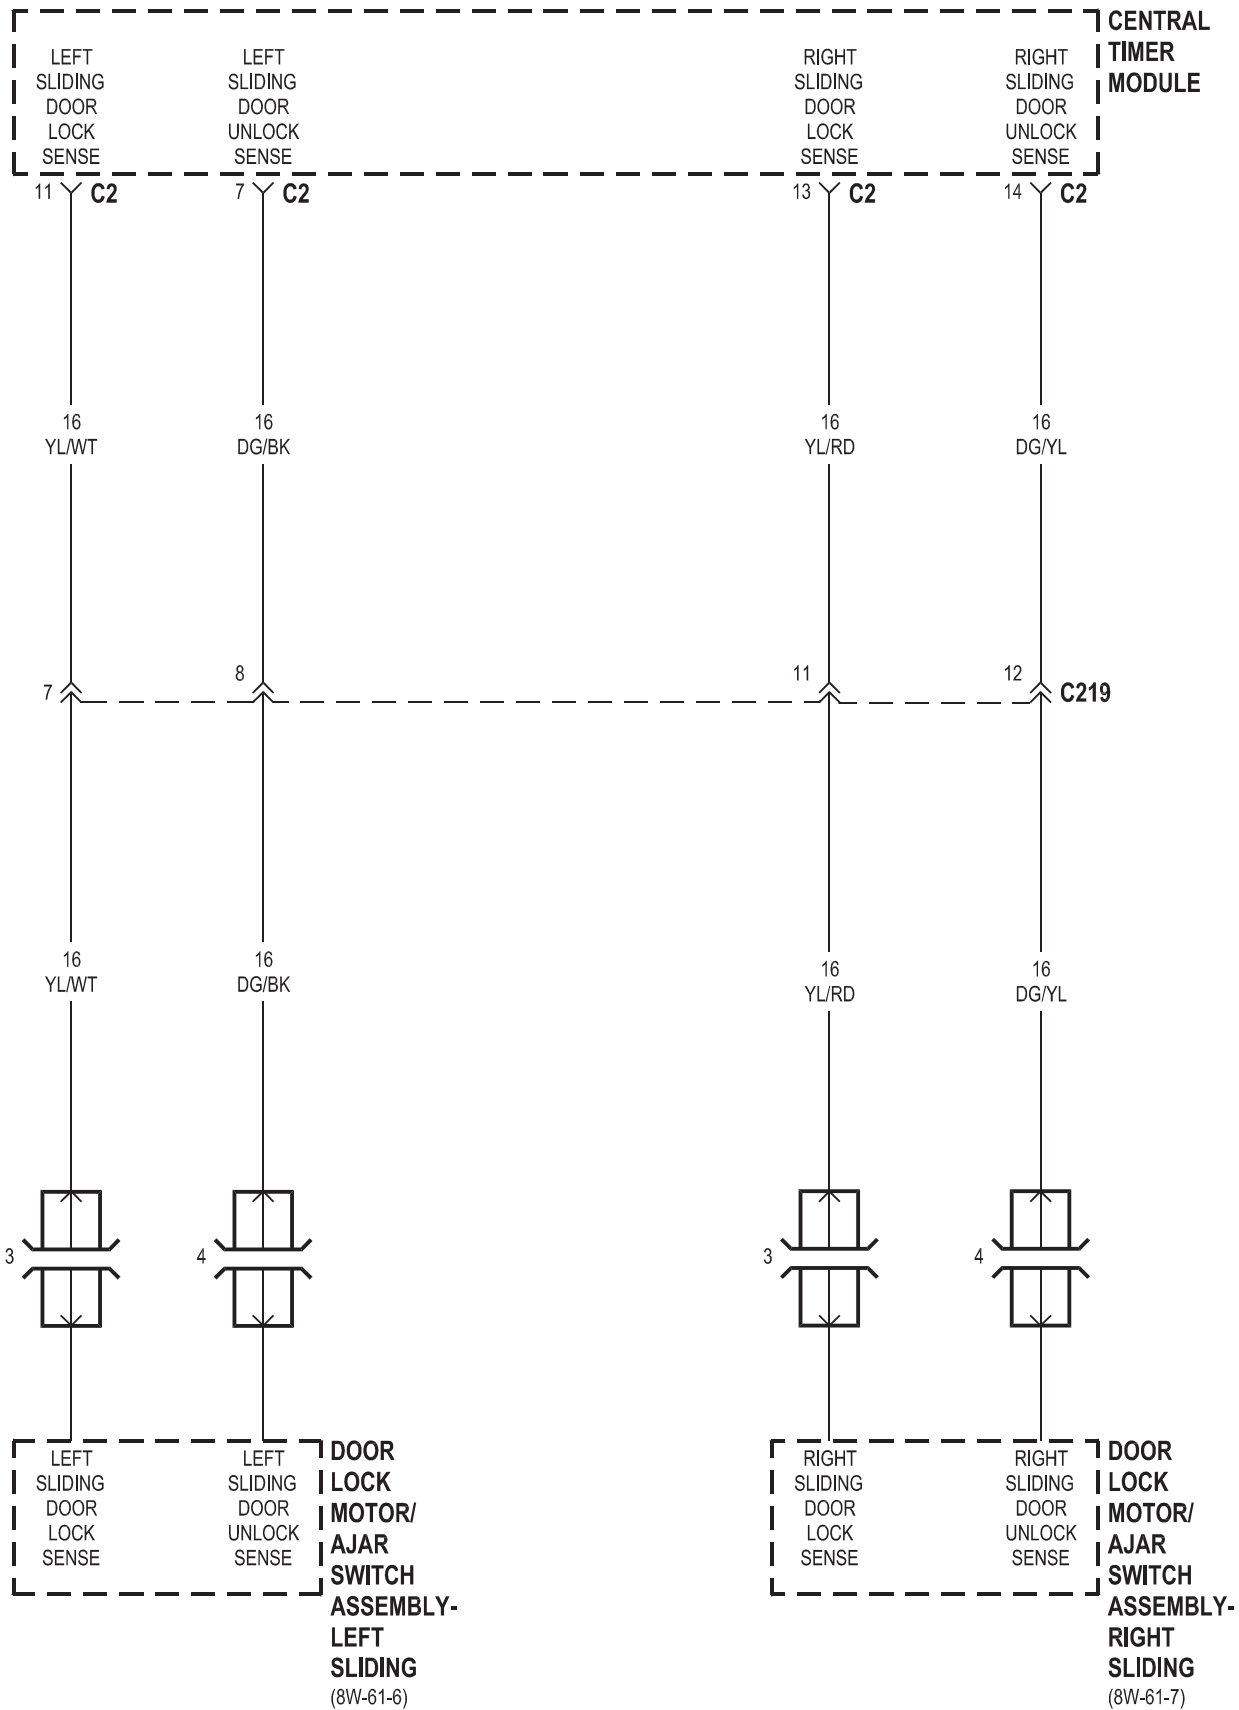 CENTRAL
TIMER
MODULE
LEFT
SLIDING
DOOR
LOCK
SENSE
LEFT
SLIDING
DOOR
UNLOCK
SENSE
RIGHT
SLIDING
DOOR
LOCK
SENSE
RIGHT
SLIDING
DOOR
UNLOCK
SENSE
11 C2
7 C2
13 C2
14 C2
16
YL/WT
16
DG/BK
16
YL/RD
16
DG/YL
7
8
11
12
C219
16
YL/WT
16
DG/BK
16
YL/RD
16
DG/YL
3
4
3
4
LEFT
SLIDING
DOOR
LOCK
SENSE
LEFT
SLIDING
DOOR
UNLOCK
SENSE
DOOR
LOCK
MOTOR/
AJAR
SWITCH
ASSEMBLY-
LEFT
SLIDING
(8W-61-6)
RIGHT
SLIDING
DOOR
LOCK
SENSE
RIGHT
SLIDING
DOOR
UNLOCK
SENSE
DOOR
LOCK
MOTOR/
AJAR
SWITCH
ASSEMBLY-
RIGHT
SLIDING
(8W-61-7)